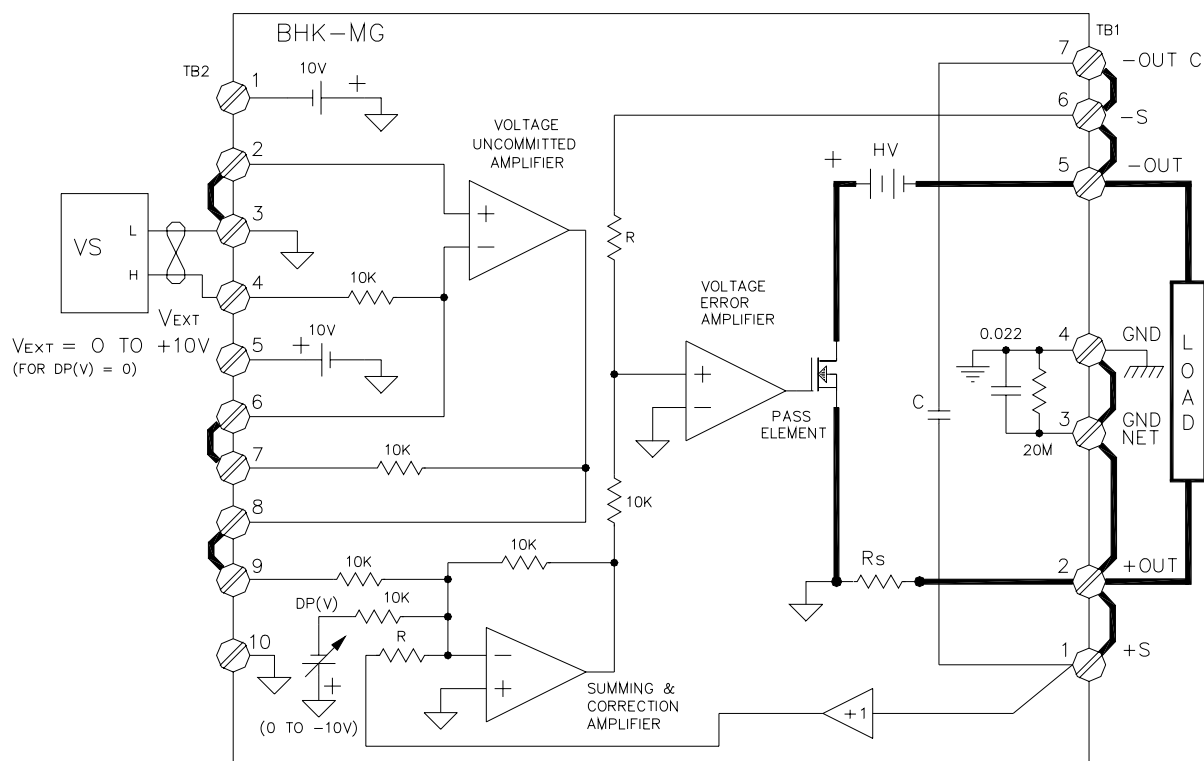 BHK-MG
TB1
7
-OUT C
TB2
1
10V
+
6
-S
VOLTAGE
UNCOMMITTED
AMPLIFIER
2
+
HV
5
-OUT
+
-
3
VS
L
H
R
4
10K
VOLTAGE
ERROR
AMPLIFIER
VEXT
VEXT = 0 TO +10V
(FOR DP(V) = 0)
+
10V
5
0.022
4
GND
L
O
A
D
+
-
6
PASS
ELEMENT
C
3
GND
NET
20M
10K
7
10K
8
10K
10K
9
Rs
2
+OUT
DP(V)
10K
R
10
-
+
1
+S
+
(0 TO -10V)
SUMMING &
CORRECTION
AMPLIFIER
+1